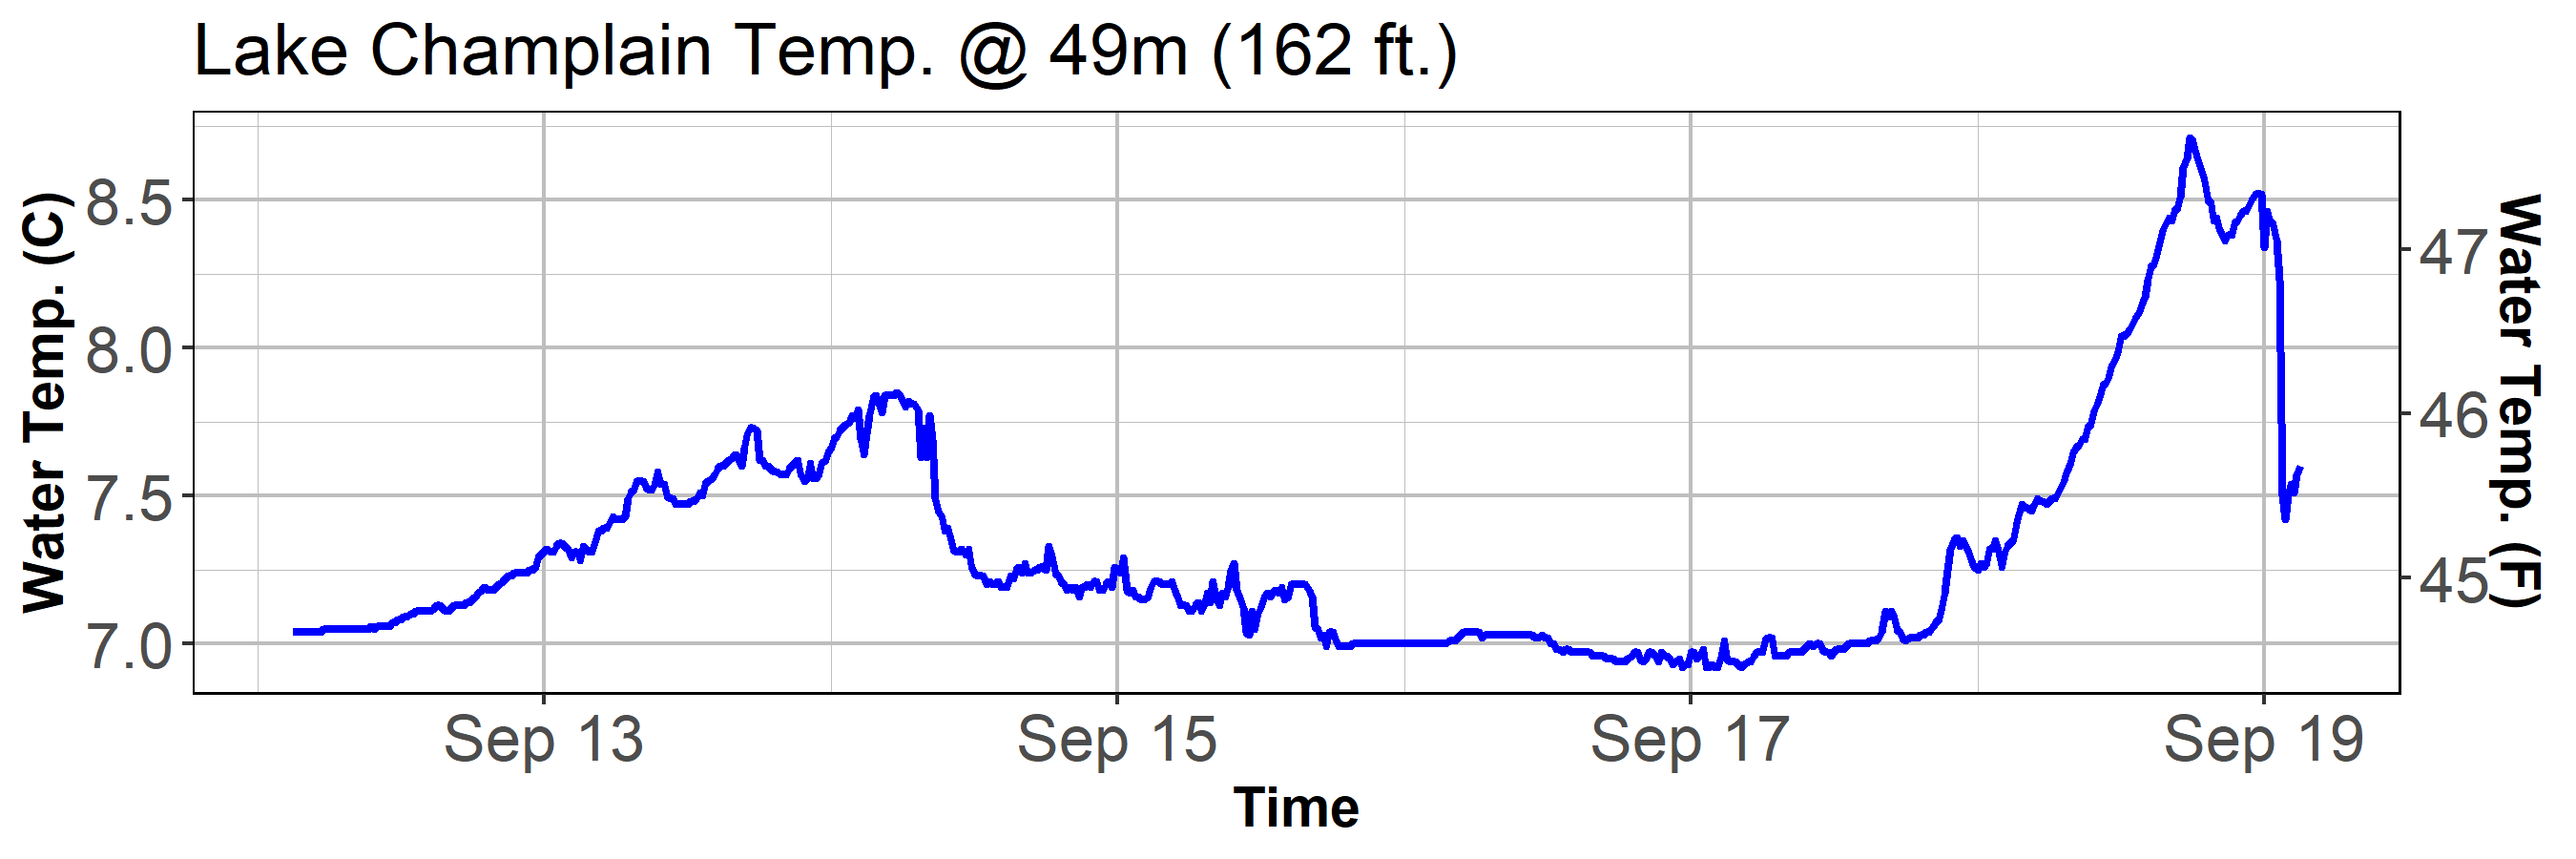 Lake Champlain Temp. @ 49m (162 ft.)
Water Temp. (C)
8.5
8.0
7.5
7.0
47
46
45
Water Temp. (F)
Sep 13
Sep 15
Sep 17
Sep 19
Time